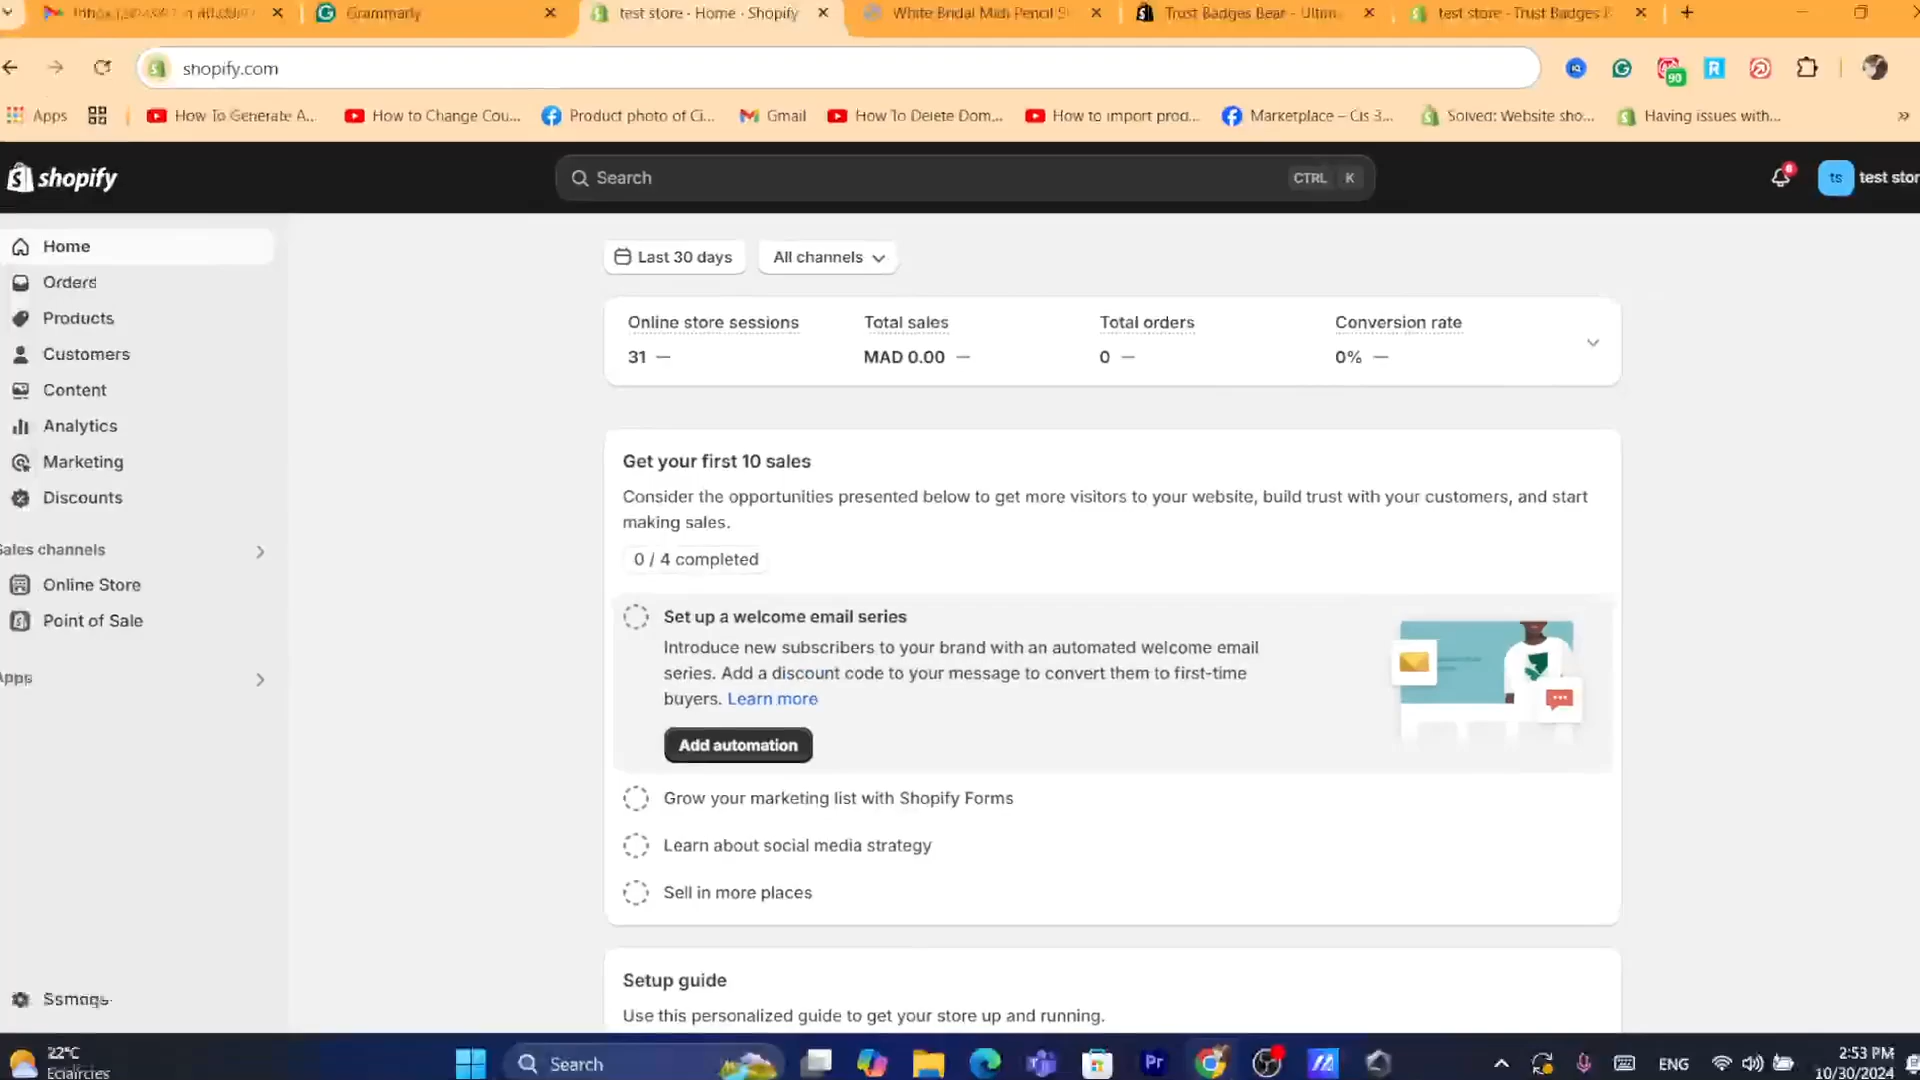 Grammarly
test store - Home · Shopify
White Bridal Midi Pencil S
Trust Badges Bear - Ultim
test store - Trust Badges B
shopify.com
90
Apps
How To Generate A...
How to Change Cou...
Product photo of Ci...
Gmail
How To Delete Dom...
How to import prod...
Marketplace – Cis 3...
Solved: Website sho...
Having issues with...
shopify
Search
CTRL K
ts
test stor
Home
Orders
Products
Customers
Content
Analytics
Marketing
Discounts
Sales channels
Online Store
Point of Sale
Apps
Last 30 days
All channels
Online store sessions
31 —
Total sales
MAD 0.00 —
Total orders
0 —
Conversion rate
0% —
Get your first 10 sales
Consider the opportunities presented below to get more visitors to your website, build trust with your customers, and start
making sales.
0 / 4 completed
Set up a welcome email series
Introduce new subscribers to your brand with an automated welcome email
series. Add a discount code to your message to convert them to first-time
buyers. Learn more
Add automation
Grow your marketing list with Shopify Forms
Learn about social media strategy
Sell in more places
Setup guide
Use this personalized guide to get your store up and running.
22°C
Eclaircies
Search
Pr
ENG
2:53 PM
10/30/2024